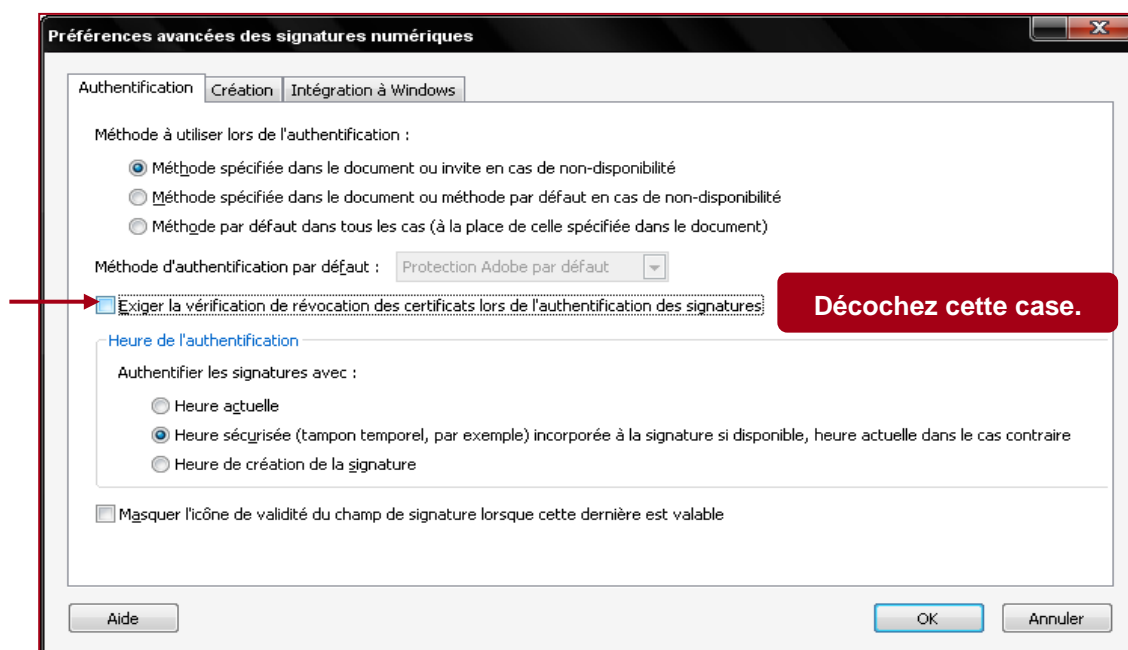 Préférences avancées des signatures numériques
Authentification
Création
Intégration à Windows
Méthode à utiliser lors de l'authentification :
Méthode spécifiée dans le document ou invite en cas de non-disponibilité
Méthode spécifiée dans le document ou méthode par défaut en cas de non-disponibilité
Méthode par défaut dans tous les cas (à la place de celle spécifiée dans le document)
Méthode d'authentification par défaut : Protection Adobe par défaut
Exiger la vérification de révocation des certificats lors de l'authentification des signatures
Décochez cette case.
Heure de l'authentification
Authentifier les signatures avec :
Heure actuelle
Heure sécurisée (tampon temporel, par exemple) incorporée à la signature si disponible, heure actuelle dans le cas contraire
Heure de création de la signature
Masquer l'icône de validité du champ de signature lorsque cette dernière est valable
Aide
OK
Annuler